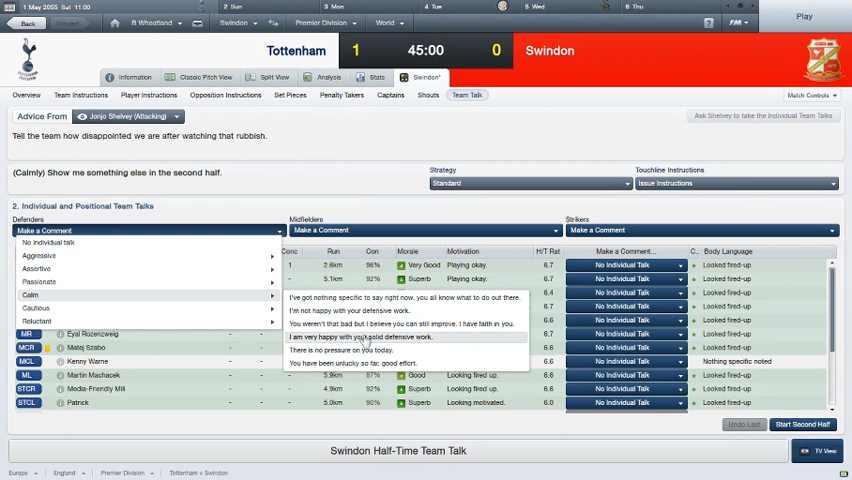 1 May 2055 Sun 11:00
2 Sun
3 Mon
4 Tue
5 Wed
6 Thu
Back
Forward
B Wheatland
Swindon
Premier Division
World
?
FM
Play
Tottenham
1
45:00
0
Swindon
Information
Classic Pitch View
Split View
Analysis
Stats
Swindon*
Overview
Team Instructions
Player Instructions
Opposition Instructions
Set Pieces
Penalty Takers
Captains
Shouts
Team Talk
Match Controls
Advice From
Jonjo Shelvey (Attacking)
Ask Shelvey to take the Individual Team Talks
Tell the team how disappointed we are after watching that rubbish.
(Calmly) Show me something else in the second half.
Strategy
Touchline Instructions
Standard
Issue Instructions
2. Individual and Positional Team Talks
Defenders
Midfielders
Strikers
Make a Comment
Make a Comment
Make a Comment
No individual talk
Aggressive
Assertive
Passionate
Calm
Cautious
Reluctant
I've got nothing specific to say right now, you all know what to do out there.
I'm not happy with your defensive work.
You weren't that bad but I believe you can still improve. I have faith in you.
I am very happy with your solid defensive work.
There is no pressure on you today.
You have been unlucky so far, good effort.
Conc Run Con Morale Motivation H/T Rat Make a Comment... C.. Body Language
1 2.6km 96% Very Good Playing okay. 6.7 No Individual Talk Looked fired-up
- 5.1km 92% Superb Playing okay. 6.7 No Individual Talk Looked fired-up
6.4 No Individual Talk Looked fired-up
6.7 No Individual Talk Looked fired-up
6.7 No Individual Talk Looked fired-up
MR Eyal Rozenzweig - - 6.7 No Individual Talk Looked fired-up
MCR Matej Szabo - - 6.6 No Individual Talk Looked fired-up
MCL Kenny Warne - - 6.6 No Individual Talk Nothing specific noted
ML Martin Machacek - - - 5.9km 87% Good Looking fired up. 6.6 No Individual Talk Looked fired-up
STCR Media-Friendly Mill - - - 4.9km 92% Superb Playing okay. 6.6 No Individual Talk Looked fired-up
STCL Patrick - - - 5.0km 90% Superb Looking motivated. 6.0 No Individual Talk Looked fired-up
Undo Last
Start Second Half
Swindon Half-Time Team Talk
TV View
Europe
England
Premier Division
Tottenham v Swindon